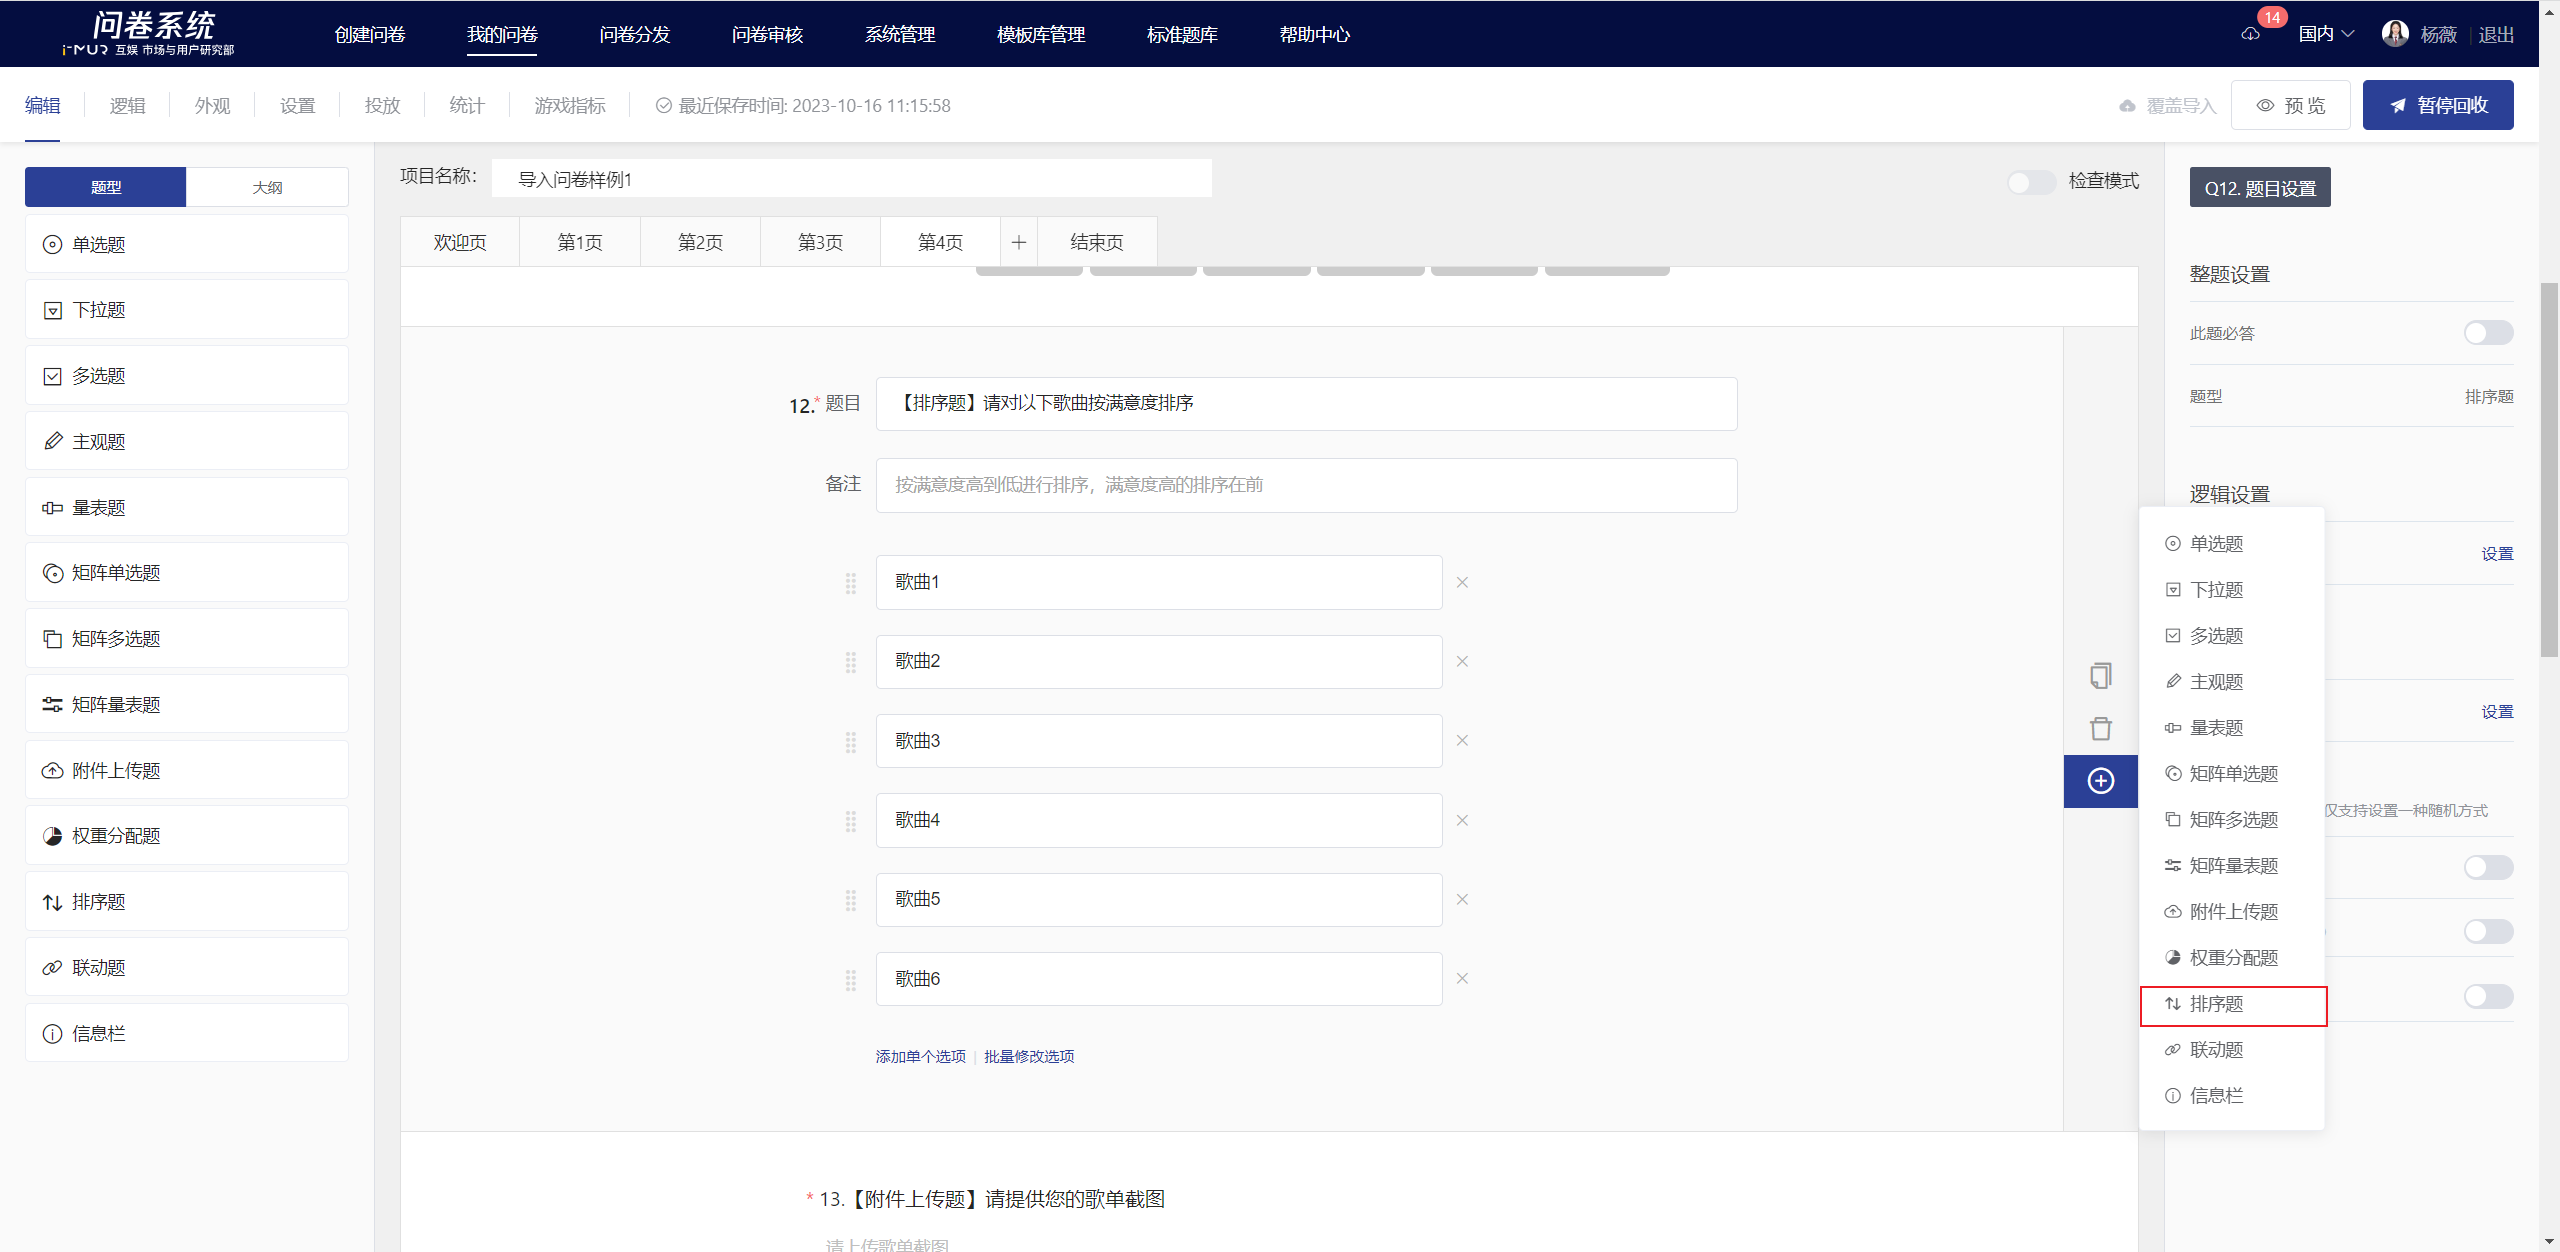 问卷系统
i-MUR 互娱 市场与用户研究部
创建问卷
我的问卷
问卷分发
问卷审核
系统管理
模板库管理
标准题库
帮助中心
14
国内
杨薇
退出
编辑
逻辑
外观
设置
投放
统计
游戏指标
最近保存时间: 2023-10-16 11:15:58
覆盖导入
预览
暂停回收
题型
大纲
单选题
下拉题
多选题
主观题
量表题
矩阵单选题
矩阵多选题
矩阵量表题
附件上传题
权重分配题
排序题
联动题
信息栏
项目名称:
导入问卷样例1
检查模式
欢迎页
第1页
第2页
第3页
第4页
结束页
12.* 题目
【排序题】请对以下歌曲按满意度排序
备注
按满意度高到低进行排序，满意度高的排序在前
歌曲1
歌曲2
歌曲3
歌曲4
歌曲5
歌曲6
添加单个选项 | 批量修改选项
* 13.【附件上传题】请提供您的歌单截图
请上传歌单截图
Q12. 题目设置
整题设置
此题必答
题型
排序题
逻辑设置
设置
设置
仅支持设置一种随机方式
单选题
下拉题
多选题
主观题
量表题
矩阵单选题
矩阵多选题
矩阵量表题
附件上传题
权重分配题
排序题
联动题
信息栏